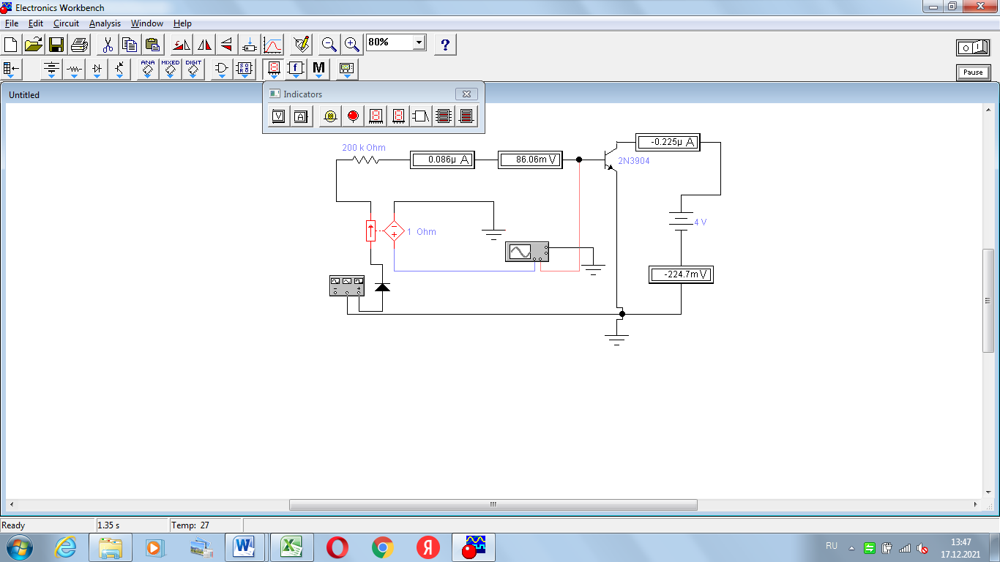 Electronics Workbench
File Edit Circuit Analysis Window Help
80%
?
O I
ANA MIXED DIGIT
f
M
Pause
Untitled
Indicators
V A
200 k Ohm
0.086µ A
86.06m V
-0.225µ A
2N3904
4 V
1 Ohm
-224.7m V
Ready
1.35 s
Temp: 27
W
X
Я
RU
13:47
17.12.2021